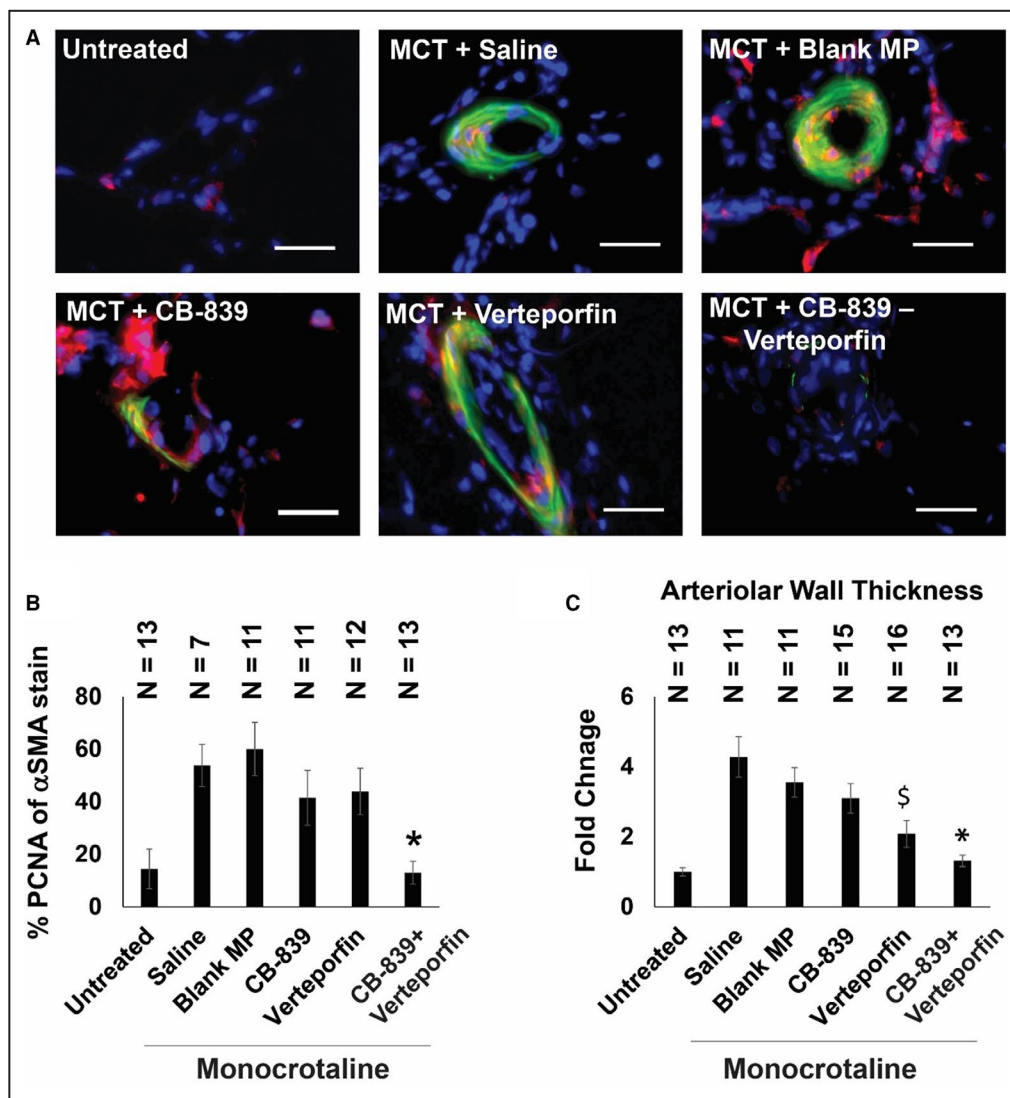 A
Untreated
MCT + Saline
MCT + Blank MP
MCT + CB-839
MCT + Verteporfin
MCT + CB-839 –
Verteporfin
B
N = 13
N = 7
N = 11
N = 11
N = 12
N = 13
% PCNA of αSMA stain
80
60
40
20
0
*
Untreated
Saline
Blank MP
CB-839
Verteporfin
CB-839+
Verteporfin
Monocrotaline
C
Arteriolar Wall Thickness
N = 13
N = 11
N = 11
N = 15
N = 16
N = 13
Fold Chnage
6
4
2
0
$
*
Untreated
Saline
Blank MP
CB-839
Verteporfin
CB-839+
Verteporfin
Monocrotaline